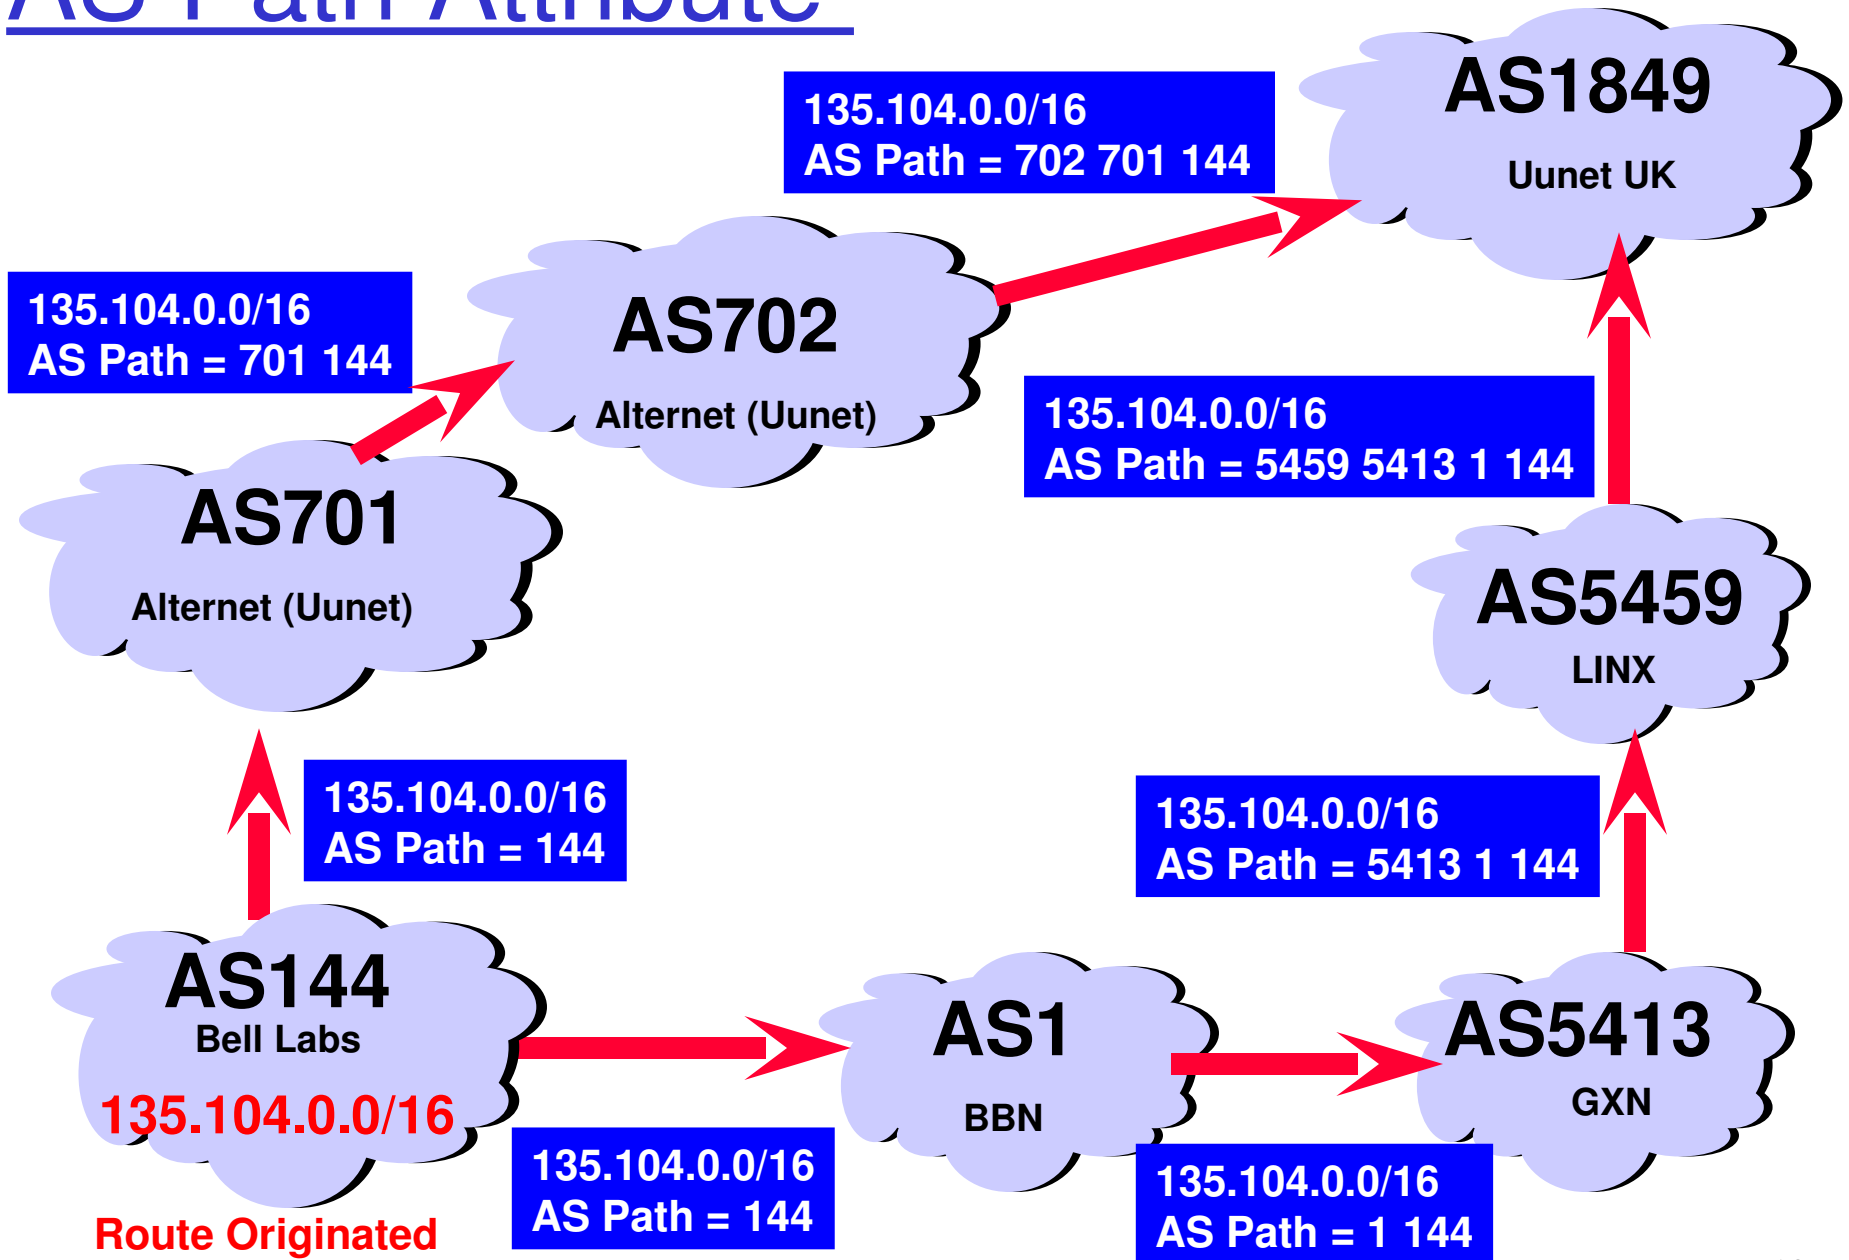 AS Path Attribute
135.104.0.0/16
AS Path = 702 701 144
AS1849
Uunet UK
135.104.0.0/16
AS Path = 701 144
AS702
Alternet (Uunet)
135.104.0.0/16
AS Path = 5459 5413 1 144
AS701
Alternet (Uunet)
AS5459
LINX
135.104.0.0/16
AS Path = 144
135.104.0.0/16
AS Path = 5413 1 144
AS144
Bell Labs
135.104.0.0/16
Route Originated
AS1
BBN
AS5413
GXN
135.104.0.0/16
AS Path = 144
135.104.0.0/16
AS Path = 1 144